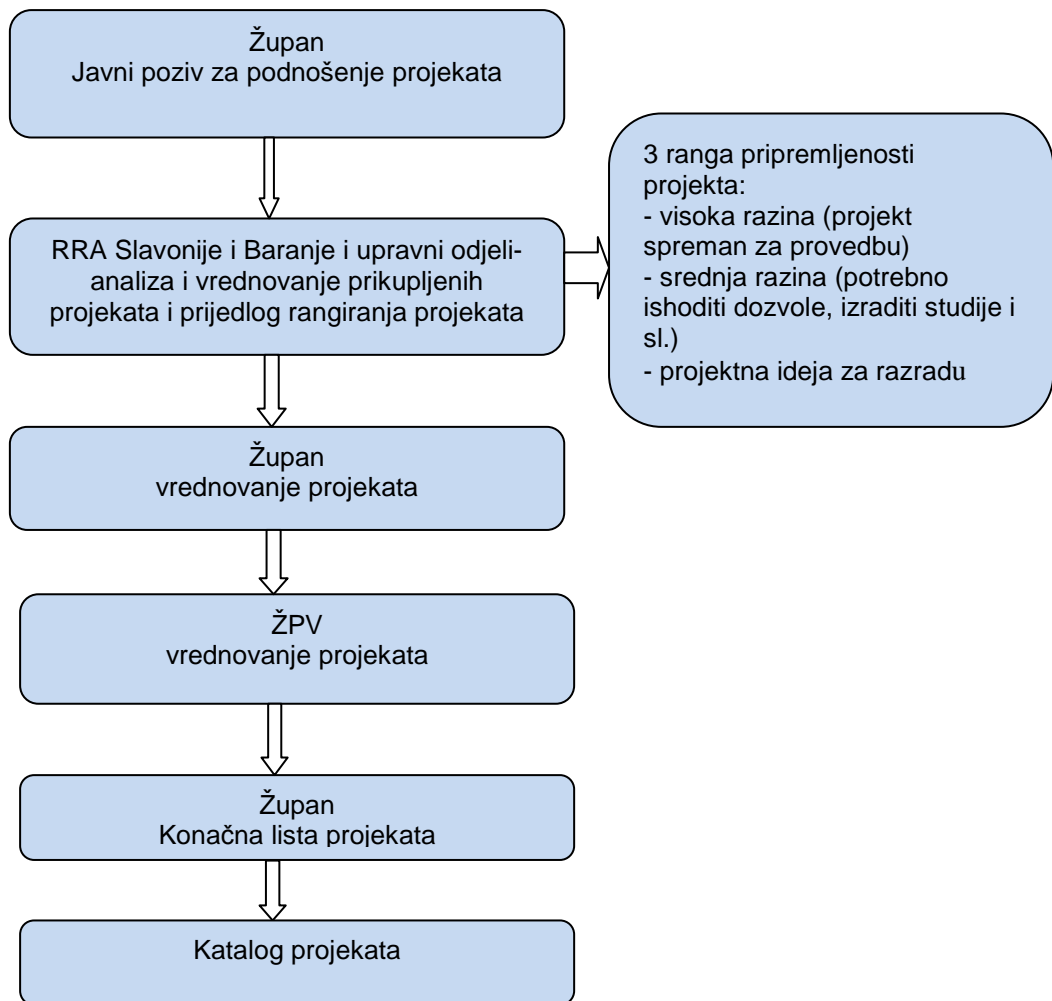 Župan
Javni poziv za podnošenje projekata
RRA Slavonije i Baranje i upravni odjeli-
analiza i vrednovanje prikupljenih
projekata i prijedlog rangiranja projekata
3 ranga pripremljenosti
projekta:
- visoka razina (projekt
spreman za provedbu)
- srednja razina (potrebno
ishoditi dozvole, izraditi studije i
sl.)
- projektna ideja za razradu
Župan
vrednovanje projekata
ŽPV
vrednovanje projekata
Župan
Konačna lista projekata
Katalog projekata